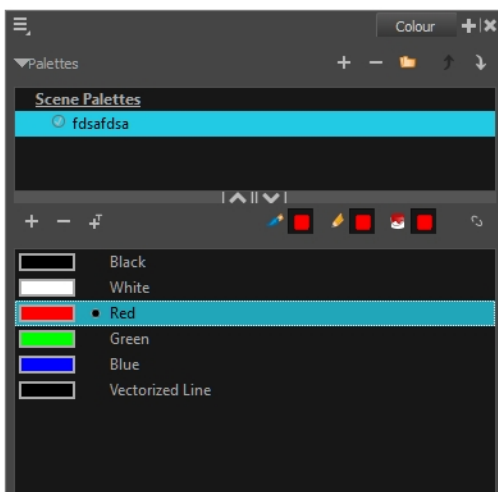 Colour
Palettes
Scene Palettes
fdsafdsa
Black
White
Red
Green
Blue
Vectorized Line